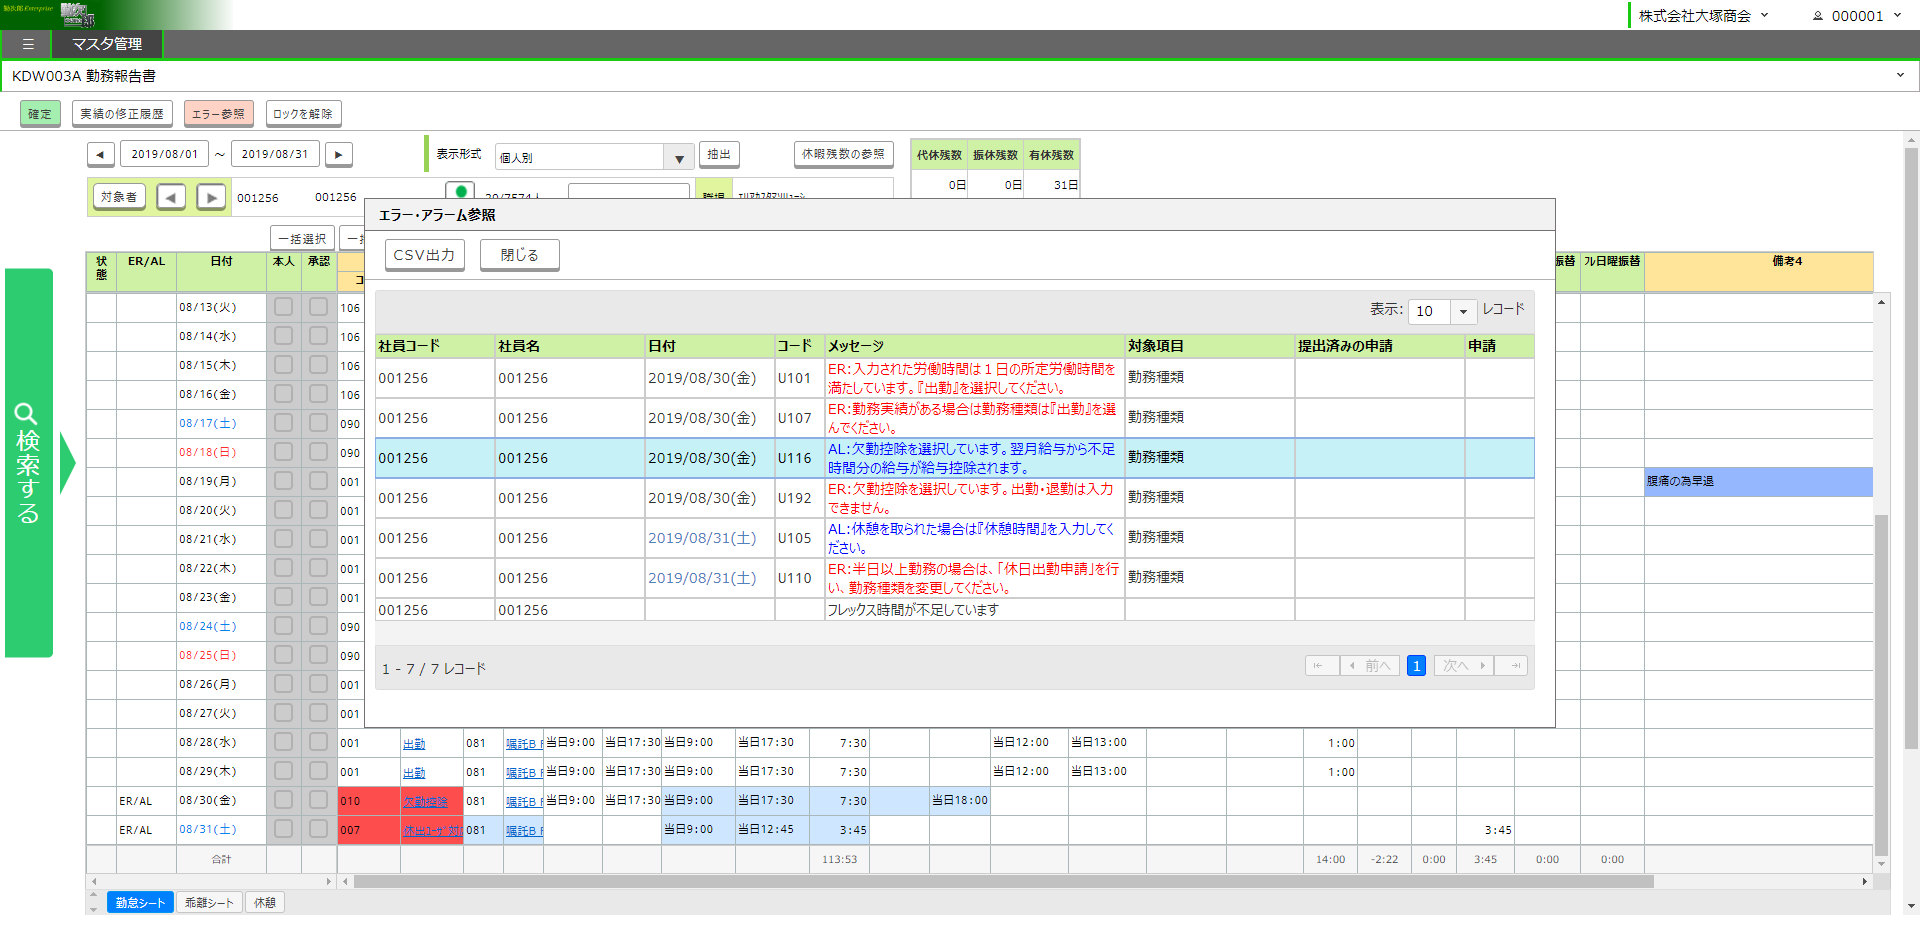 勤次郎Enterprise
株式会社大塚商会
000001
マスタ管理
KDW003A 勤務報告書
確定 実績の修正履歴 エラー参照 ロックを解除
2019/08/01 ～ 2019/08/31 表示形式 個人別 抽出 休暇残数の参照
代休残数 振休残数 有休残数
0日 0日 31日
対象者 001256 001256
一括選択
エラー・アラーム参照
CSV出力 閉じる
表示: 10 レコード
社員コード 社員名 日付 コード メッセージ 対象項目 提出済みの申請 申請
001256 001256 2019/08/30(金) U101 ER:入力された労働時間は１日の所定労働時間を 勤務種類
満たしています。『出勤』を選択してください。
001256 001256 2019/08/30(金) U107 ER:勤務実績がある場合は勤務種類は『出勤』を選 勤務種類
んでください。
001256 001256 2019/08/30(金) U116 AL:欠勤控除を選択しています。翌月給与から不足 勤務種類
時間分の給与が給与控除されます。
001256 001256 2019/08/30(金) U192 ER:欠勤控除を選択しています。出勤・退勤は入力 勤務種類
できません。
001256 001256 2019/08/31(土) U105 AL:休憩を取られた場合は『休憩時間』を入力してく 勤務種類
ださい。
001256 001256 2019/08/31(土) U110 ER:半日以上勤務の場合は、「休日出勤申請」を行 勤務種類
い、勤務種類を変更してください。
001256 001256 フレックス時間が不足しています
1 - 7 / 7 レコード
前へ 1 次へ
検索する
状態 ER/AL 日付 本人 承認
振替 ﾌﾚ日曜振替 備考4
08/13(火) 106
08/14(水) 106
08/15(木) 106
08/16(金) 106
08/17(土) 090
08/18(日) 090
08/19(月) 001 腹痛の為早退
08/20(火) 001
08/21(水) 001
08/22(木) 001
08/23(金) 001
08/24(土) 090
08/25(日) 090
08/26(月) 001
08/27(火) 001
08/28(水) 001 出勤 081 嘱託B 当日9:00 当日17:30 当日9:00 当日17:30 7:30 当日12:00 当日13:00 1:00
08/29(木) 001 出勤 081 嘱託B 当日9:00 当日17:30 当日9:00 当日17:30 7:30 当日12:00 当日13:00 1:00
ER/AL 08/30(金) 010 欠勤控除 081 嘱託B 当日9:00 当日17:30 当日9:00 当日17:30 7:30 当日18:00
ER/AL 08/31(土) 007 081 嘱託B 当日9:00 当日12:45 3:45 3:45
合計 113:53 14:00 -2:22 0:00 3:45 0:00 0:00
勤怠シート 乖離シート 休憩